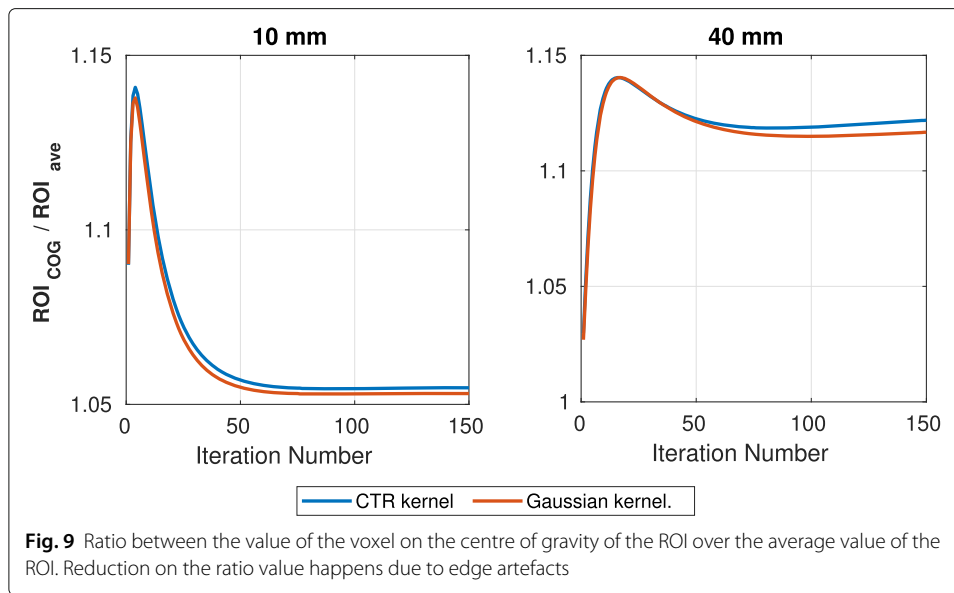 10 mm
40 mm
1.15
1.1
1.05
0
50
100
150
Iteration Number
ROI COG / ROI ave
1.15
1.1
1.05
1
0
50
100
150
Iteration Number
CTR kernel
Gaussian kernel.
Fig. 9 Ratio between the value of the voxel on the centre of gravity of the ROI over the average value of the
ROI. Reduction on the ratio value happens due to edge artefacts